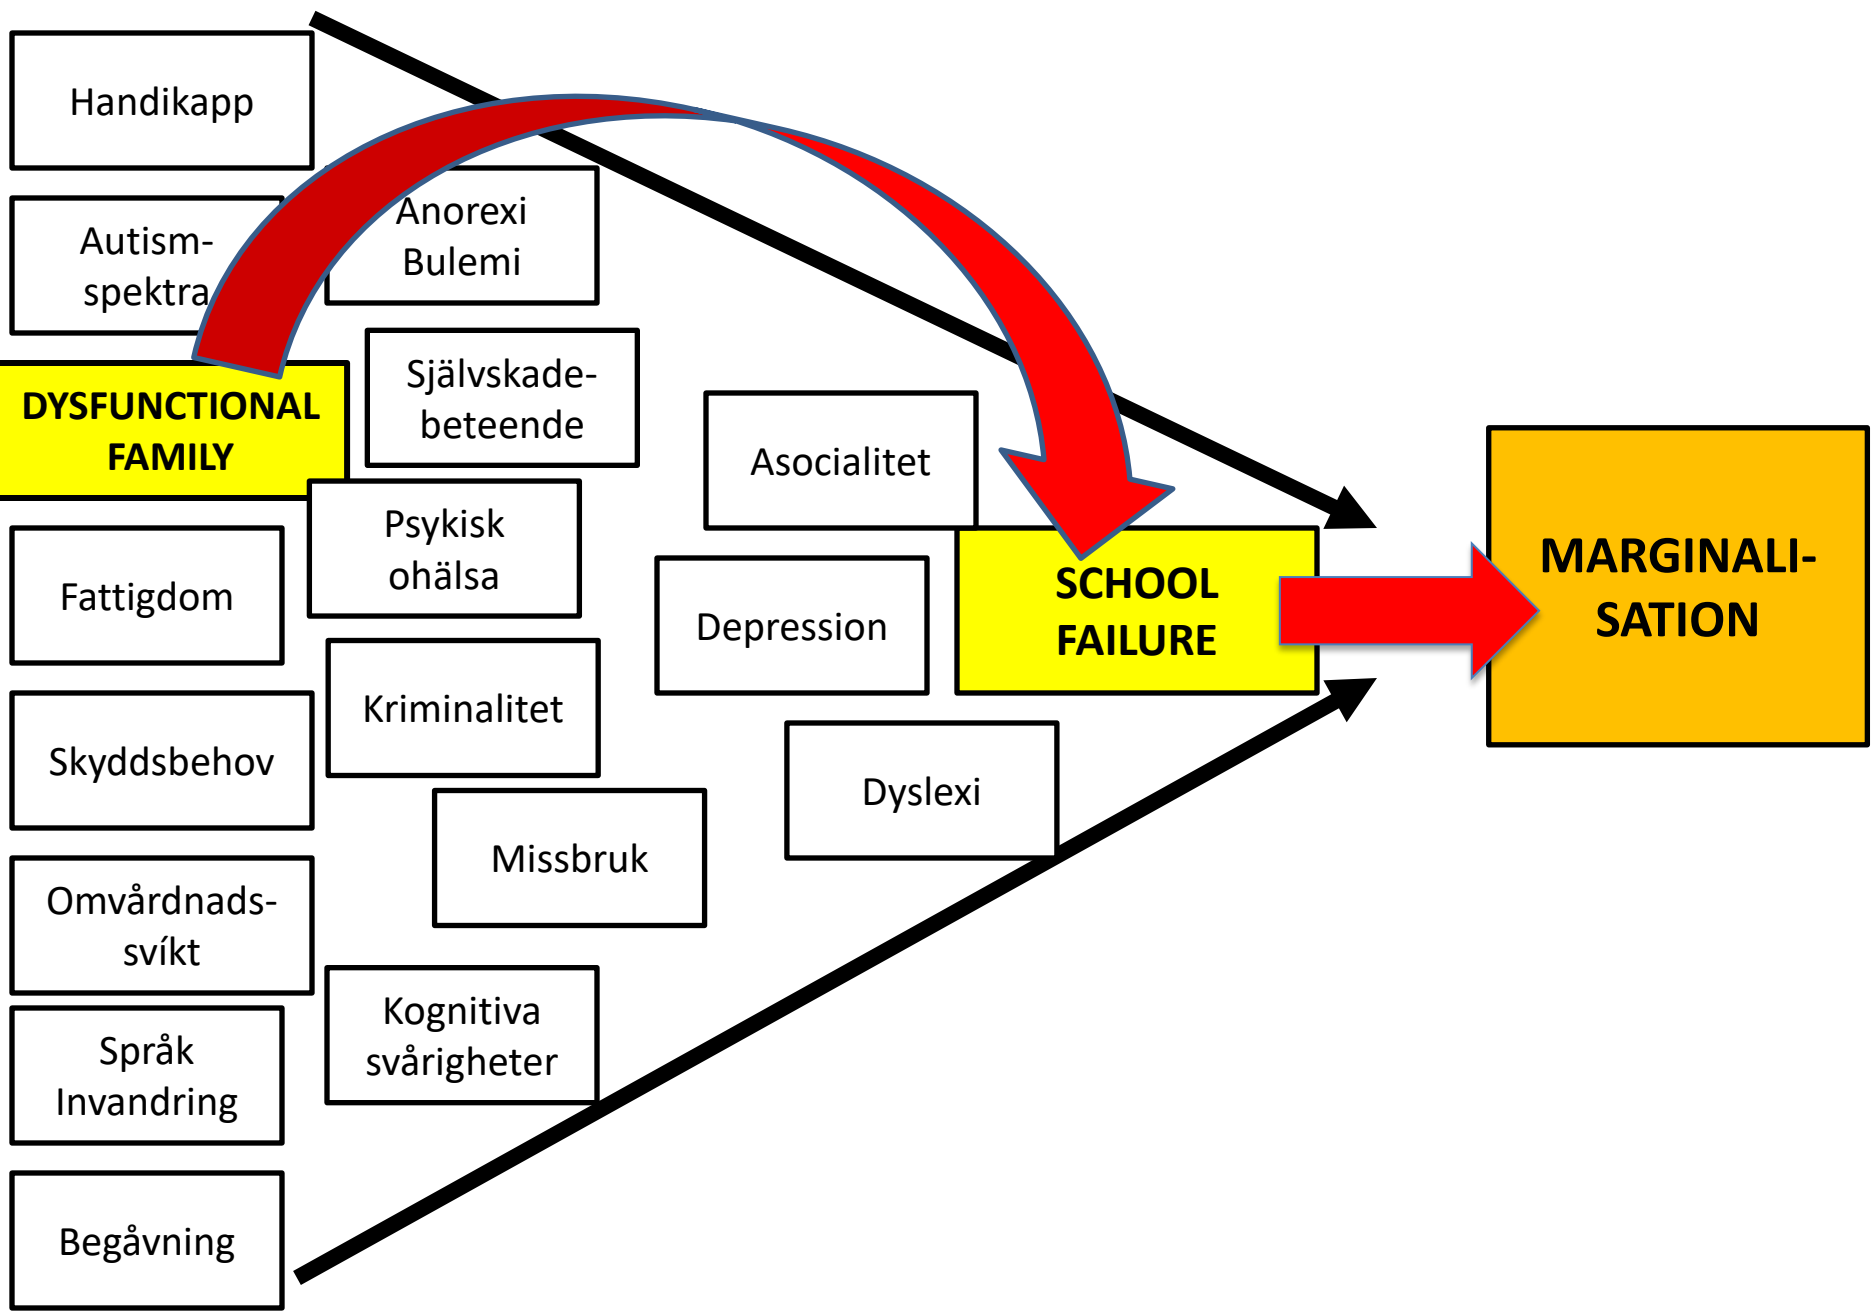 Handikapp
Autism-
spektra
DYSFUNCTIONAL
FAMILY
Fattigdom
Skyddsbehov
Omvårdnads-
svíkt
Språk
Invandring
Begåvning
Anorexi
Bulemi
Självskade-
beteende
Psykisk
ohälsa
Kriminalitet
Missbruk
Kognitiva
svårigheter
Asocialitet
Depression
Dyslexi
SCHOOL
FAILURE
MARGINALI-
SATION